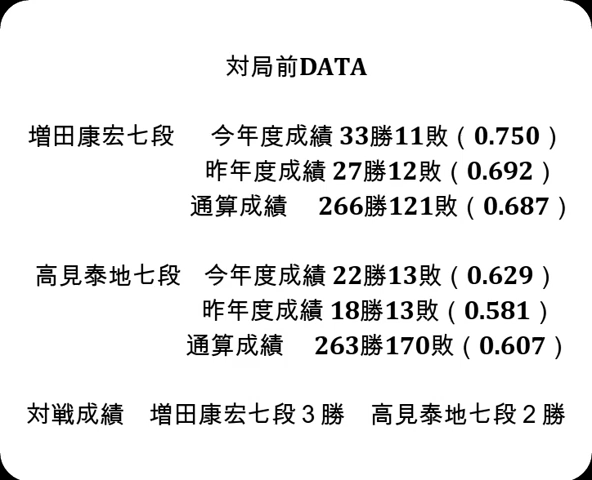 対局前DATA
増田康宏七段　今年度成績 33勝11敗（0.750）
昨年度成績 27勝12敗（0.692）
通算成績　266勝121敗（0.687）
高見泰地七段　今年度成績 22勝13敗（0.629）
昨年度成績 18勝13敗（0.581）
通算成績　263勝170敗（0.607）
対戦成績　増田康宏七段３勝　高見泰地七段２勝